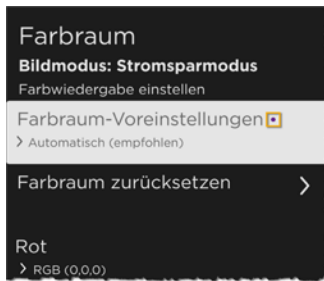 Farbraum
Bildmodus: Stromsparmodus
Farbwiedergabe einstellen
Farbraum-Voreinstellungen
Automatisch (empfohlen)
Farbraum zurücksetzen
Rot
RGB (0,0,0)